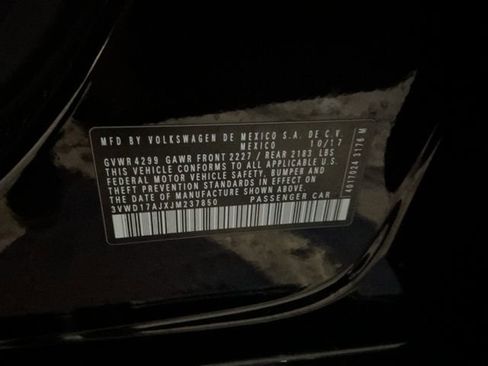 MFD BY VOLKSWAGEN DE MEXICO S.A. DE C.V.
MEXICO 10/17
GVWR 4299 GAWR FRONT 2227 / REAR 2183 LBS
THIS VEHICLE CONFORMS TO ALL APPLICABLE U.S.
FEDERAL MOTOR VEHICLE SAFETY, BUMPER AND
THEFT PREVENTION STANDARDS IN EFFECT ON
THE DATE OF MANUFACTURE SHOWN ABOVE.
3VWD17AJXJM237850 PASSENGER CAR
4017024 3176 M